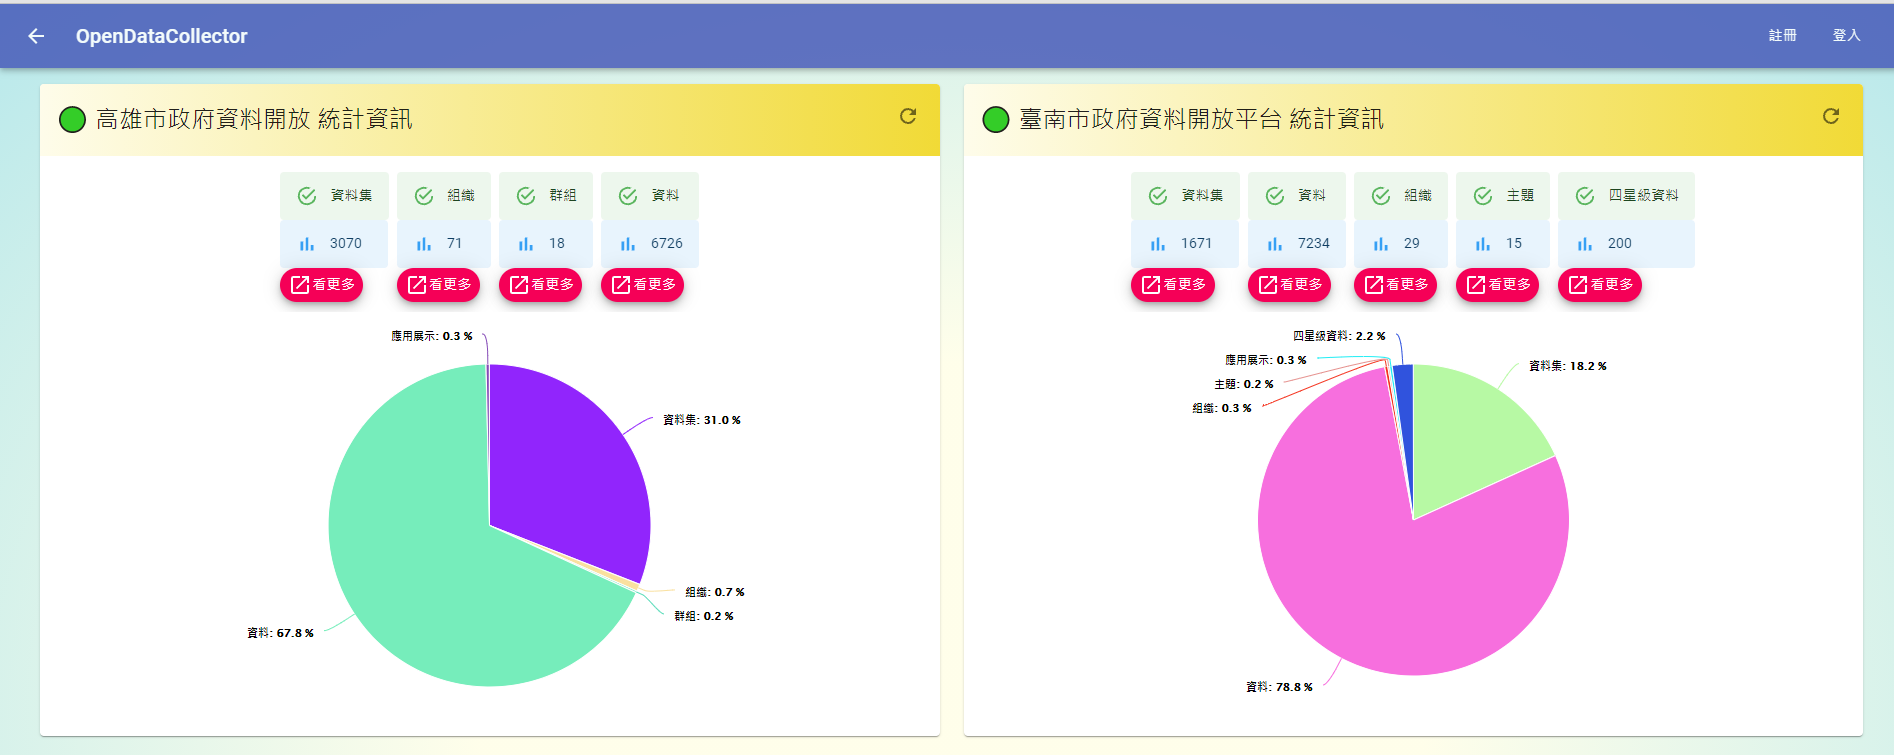 OpenDataCollector
註冊
登入
高雄市政府資料開放 統計資訊
資料集
組織
群組
資料
3070
71
18
6726
看更多
看更多
看更多
看更多
應用展示: 0.3 %
資料集: 31.0 %
組織: 0.7 %
群組: 0.2 %
資料: 67.8 %
臺南市政府資料開放平台 統計資訊
資料集
資料
組織
主題
四星級資料
1671
7234
29
15
200
看更多
看更多
看更多
看更多
看更多
四星級資料: 2.2 %
應用展示: 0.3 %
主題: 0.2 %
組織: 0.3 %
資料集: 18.2 %
資料: 78.8 %